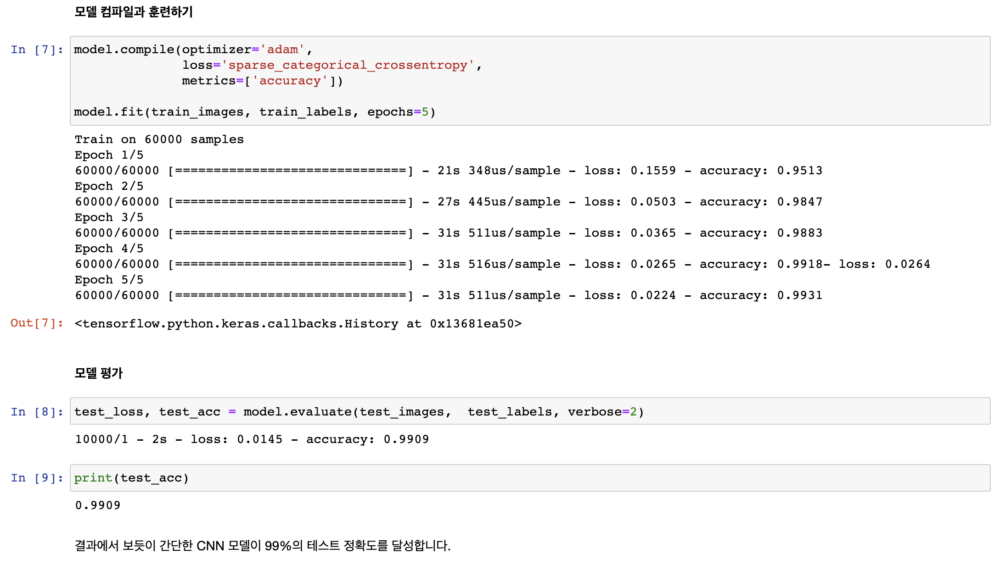 모델 컴파일과 훈련하기
In [7]: model.compile(optimizer='adam',
              loss='sparse_categorical_crossentropy',
              metrics=['accuracy'])
model.fit(train_images, train_labels, epochs=5)
Train on 60000 samples
Epoch 1/5
60000/60000 [==============================] - 21s 348us/sample - loss: 0.1559 - accuracy: 0.9513
Epoch 2/5
60000/60000 [==============================] - 27s 445us/sample - loss: 0.0503 - accuracy: 0.9847
Epoch 3/5
60000/60000 [==============================] - 31s 511us/sample - loss: 0.0365 - accuracy: 0.9883
Epoch 4/5
60000/60000 [==============================] - 31s 516us/sample - loss: 0.0265 - accuracy: 0.9918- loss: 0.0264
Epoch 5/5
60000/60000 [==============================] - 31s 511us/sample - loss: 0.0224 - accuracy: 0.9931
Out[7]: <tensorflow.python.keras.callbacks.History at 0x13681ea50>
모델 평가
In [8]: test_loss, test_acc = model.evaluate(test_images,  test_labels, verbose=2)
10000/1 - 2s - loss: 0.0145 - accuracy: 0.9909
In [9]: print(test_acc)
0.9909
결과에서 보듯이 간단한 CNN 모델이 99%의 테스트 정확도를 달성합니다.